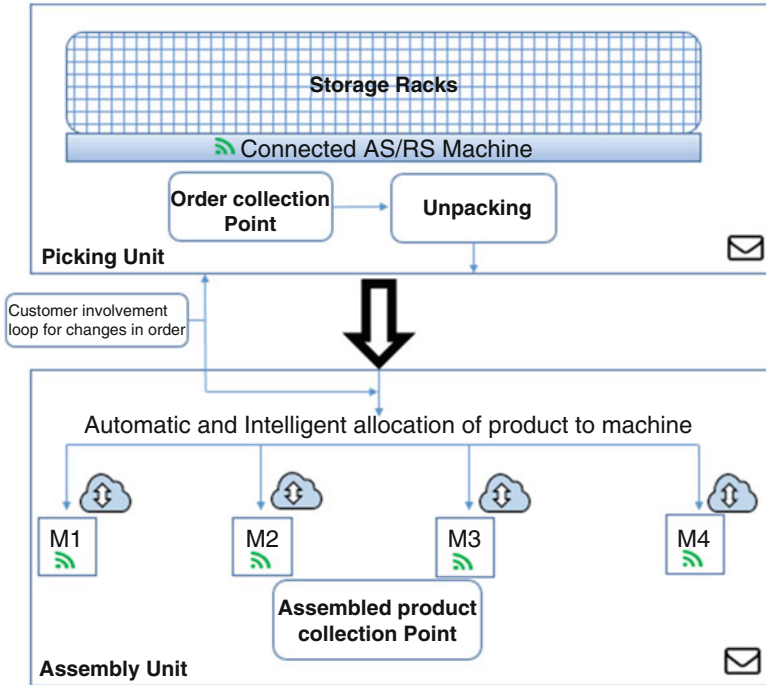 Storage Racks
Connected AS/RS Machine
Order collection
Point
Unpacking
Picking Unit
Customer involvement
loop for changes in order
Automatic and Intelligent allocation of product to machine
M1
M2
M3
M4
Assembled product
collection Point
Assembly Unit